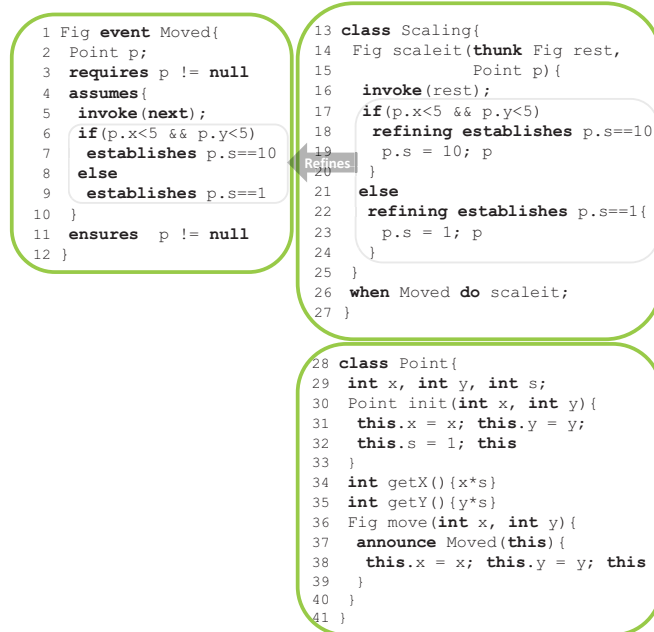 1 Fig event Moved{
2 Point p;
3 requires p != null
4 assumes{
5 invoke(next);
6 if(p.x<5 && p.y<5)
7 establishes p.s==10
8 else
9 establishes p.s==1
10 }
11 ensures p != null
12 }
Refines
13 class Scaling{
14 Fig scaleit(thunk Fig rest,
15 Point p){
16 invoke(rest);
17 if(p.x<5 && p.y<5)
18 refining establishes p.s==10
19 p.s = 10; p
20 }
21 else
22 refining establishes p.s==1{
23 p.s = 1; p
24 }
25 }
26 when Moved do scaleit;
27 }
28 class Point{
29 int x, int y, int s;
30 Point init(int x, int y){
31 this.x = x; this.y = y;
32 this.s = 1; this
33 }
34 int getX(){x*s}
35 int getY(){y*s}
36 Fig move(int x, int y){
37 announce Moved(this){
38 this.x = x; this.y = y; this
39 }
40 }
41 }